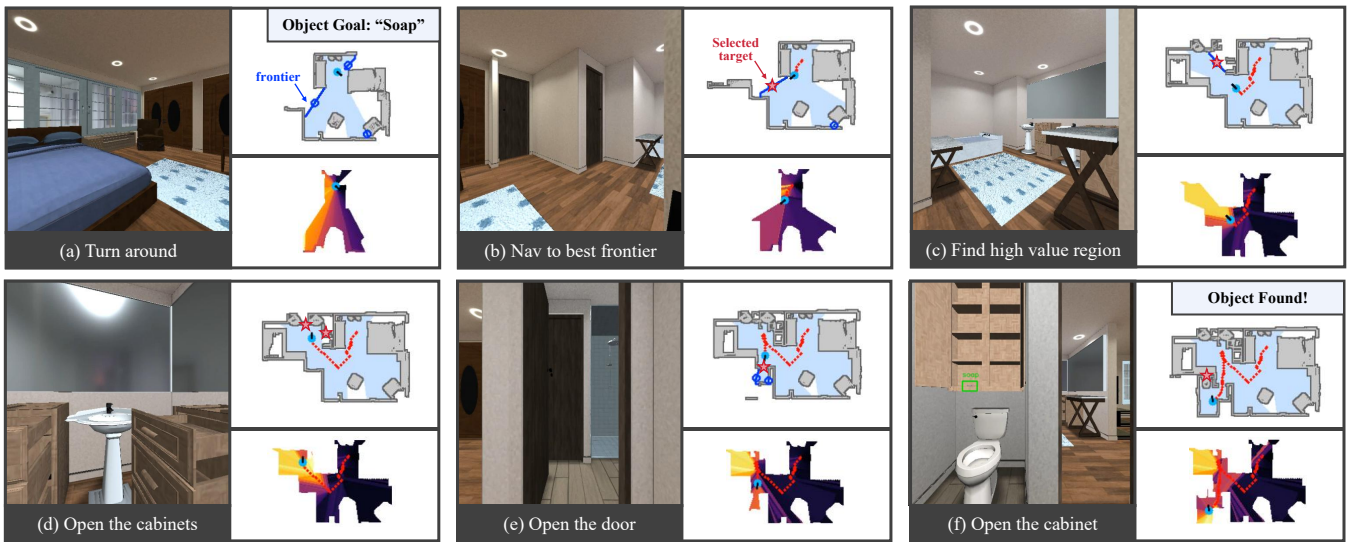 Object Goal: “Soap”
frontier
(a) Turn around
Selected
target
(b) Nav to best frontier
(c) Find high value region
(d) Open the cabinets
(e) Open the door
Object Found!
soap
(f) Open the cabinet